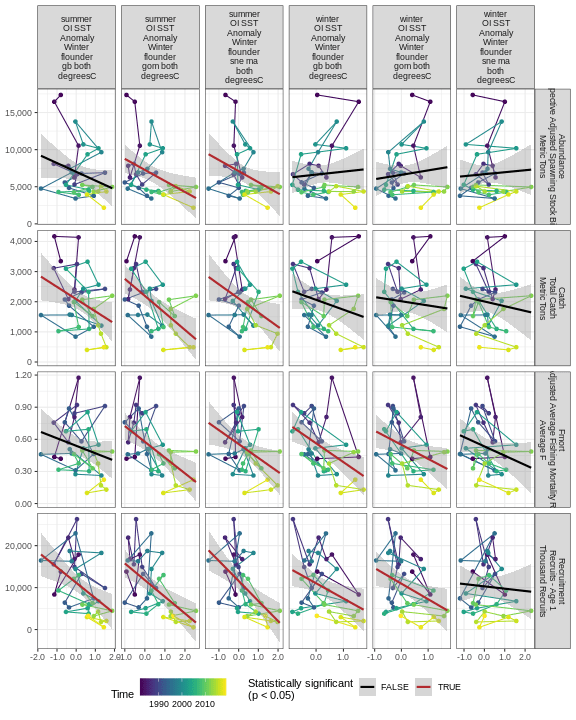 summer
OI SST
Anomaly
Winter
flounder
gb both
degreesC
summer
OI SST
Anomaly
Winter
flounder
gom both
degreesC
summer
OI SST
Anomaly
Winter
flounder
sne ma
both
degreesC
winter
OI SST
Anomaly
Winter
flounder
gb both
degreesC
winter
OI SST
Anomaly
Winter
flounder
gom both
degreesC
winter
OI SST
Anomaly
Winter
flounder
sne ma
both
degreesC
15,000
10,000
5,000
0
Abundance
Adjusted Spawning Stock
Metric Tons
4,000
3,000
2,000
1,000
0
Catch
Total Catch
Metric Tons
1.20
0.90
0.60
0.30
0.00
Fmort
Average Fishing Mortality
Average F
20,000
10,000
0
Recruitment
Recruits - Age 1
Thousand Recruits
-2.0 -1.0 0.0 1.0 0.0 1.0 2.0 -1.0 0.0 1.0 2.0 0.0 1.0 -1.0 0.0 1.0 -1.0 0.0 1.0 2.0
Time
1990 2000 2010
Statistically significant
(p < 0.05)
FALSE
TRUE